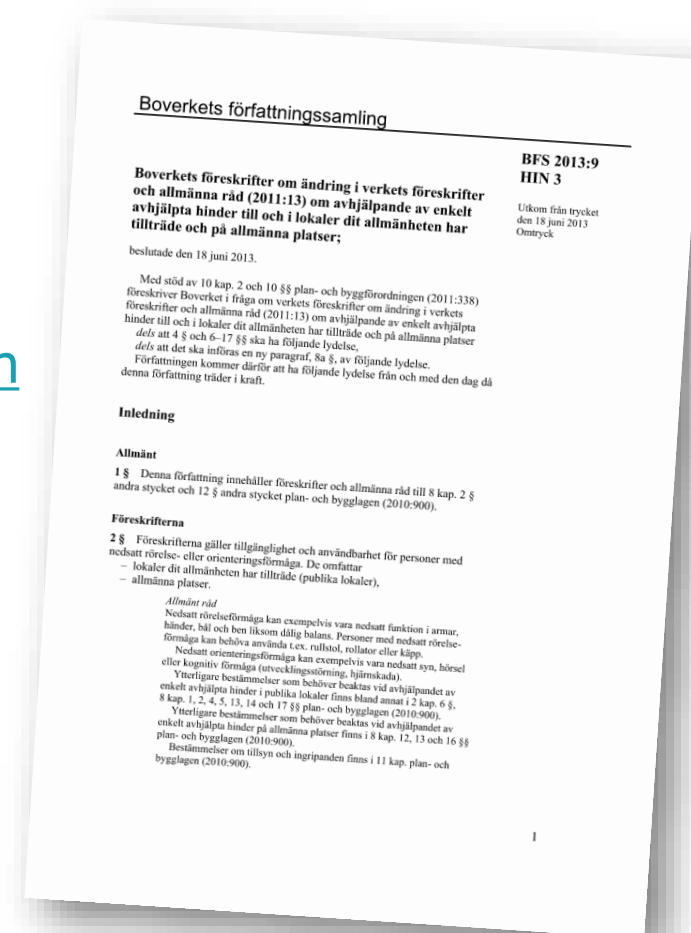 n
Boverkets författningssamling
BFS 2013:9
HIN 3
Utkom från trycket
den 18 juni 2013
Omtryck
Boverkets föreskrifter om ändring i verkets föreskrifter
och allmänna råd (2011:13) om avhjälpande av enkelt
avhjälpta hinder till och i lokaler dit allmänheten har
tillträde och på allmänna platser;
beslutade den 18 juni 2013.
Med stöd av 10 kap. 2 och 10 §§ plan- och byggförordningen (2011:338)
föreskriver Boverket i fråga om verkets föreskrifter om ändring i verkets
föreskrifter och allmänna råd (2011:13) om avhjälpande av enkelt avhjälpta
hinder till och i lokaler dit allmänheten har tillträde och på allmänna platser
dels att 4 § och 6–17 §§ ska ha följande lydelse,
dels att det ska införas en ny paragraf, 8a §, av följande lydelse.
Författningen kommer därför att ha följande lydelse från och med den dag då
denna författning träder i kraft.
Inledning
Allmänt
1 § Denna författning innehåller föreskrifter och allmänna råd till 8 kap. 2 §
andra stycket och 12 § andra stycket plan- och bygglagen (2010:900).
Föreskrifterna
2 § Föreskrifterna gäller tillgänglighet och användbarhet för personer med
nedsatt rörelse- eller orienteringsförmåga. De omfattar
– lokaler dit allmänheten har tillträde (publika lokaler),
– allmänna platser.
Allmänt råd
Nedsatt rörelseförmåga kan exempelvis vara nedsatt funktion i armar,
händer, bål och ben liksom dålig balans. Personer med nedsatt rörelse-
förmåga kan behöva använda t.ex. rullstol, rollator eller käpp.
Nedsatt orienteringsförmåga kan exempelvis vara nedsatt syn, hörsel
eller kognitiv förmåga (utvecklingsstörning, hjärnskada).
Ytterligare bestämmelser som behöver beaktas vid avhjälpandet av
enkelt avhjälpta hinder i publika lokaler finns bland annat i 2 kap. 6 §,
8 kap. 1, 2, 4, 5, 13, 14 och 17 §§ plan- och bygglagen (2010:900).
Ytterligare bestämmelser som behöver beaktas vid avhjälpandet av
enkelt avhjälpta hinder på allmänna platser finns i 8 kap. 12, 13 och 16 §§
plan- och bygglagen (2010:900).
Bestämmelser om tillsyn och ingripanden finns i 11 kap. plan- och
bygglagen (2010:900).
1